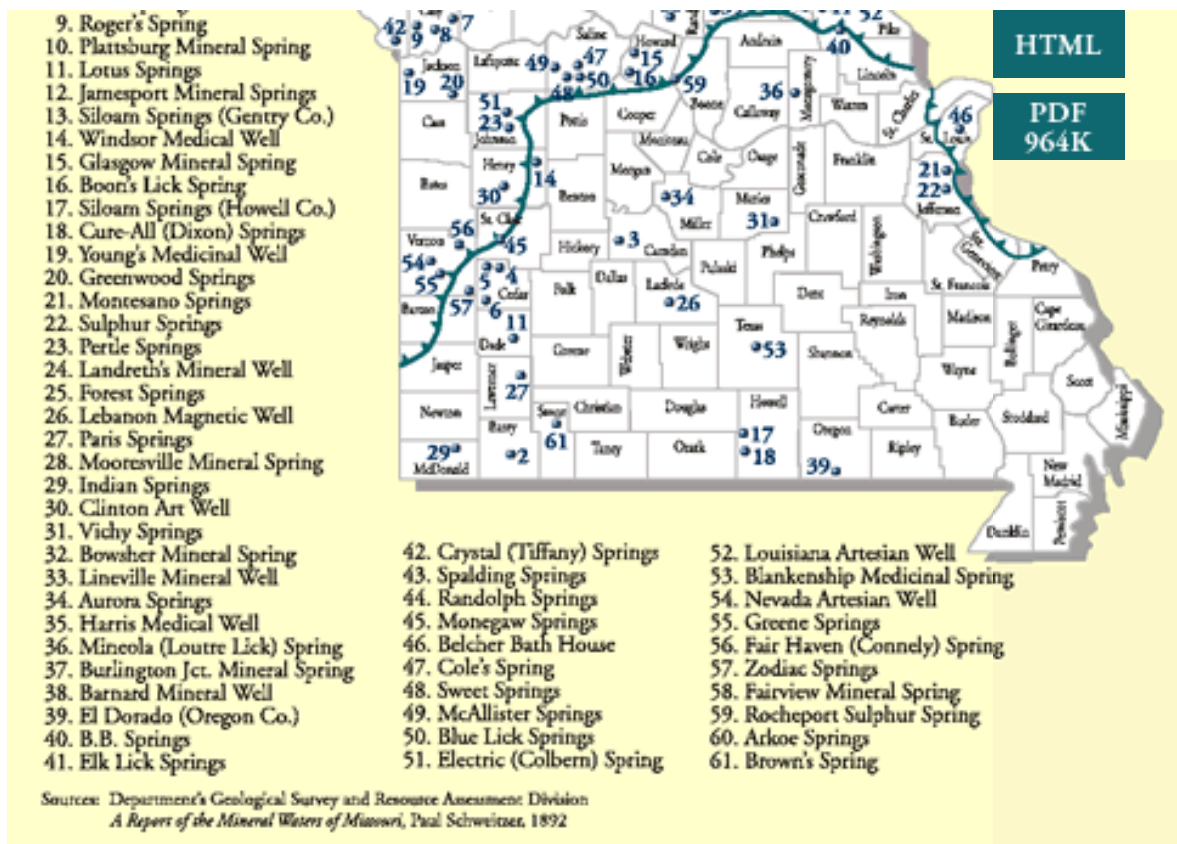 9. Roger's Spring
10. Plattsburg Mineral Spring
11. Lotus Springs
12. Jamesport Mineral Springs
13. Siloam Springs (Gentry Co.)
14. Windsor Medical Well
15. Glasgow Mineral Spring
16. Boon's Lick Spring
17. Siloam Springs (Howell Co.)
18. Cure-All (Dixon) Springs
19. Young's Medicinal Well
20. Greenwood Springs
21. Montesano Springs
22. Sulphur Springs
23. Pertle Springs
24. Landreth's Mineral Well
25. Forest Springs
26. Lebanon Magnetic Well
27. Paris Springs
28. Mooresville Mineral Spring
29. Indian Springs
30. Clinton Art Well
31. Vichy Springs
32. Bowsher Mineral Spring
33. Lineville Mineral Well
34. Aurora Springs
35. Harris Medical Well
36. Mineola (Loutre Lick) Spring
37. Burlington Jct. Mineral Spring
38. Barnard Mineral Well
39. El Dorado (Oregon Co.)
40. B.B. Springs
41. Elk Lick Springs
42. Crystal (Tiffany) Springs
43. Spalding Springs
44. Randolph Springs
45. Monegaw Springs
46. Belcher Bath House
47. Cole's Spring
48. Sweet Springs
49. McAllister Springs
50. Blue Lick Springs
51. Electric (Colbern) Spring
52. Louisiana Artesian Well
53. Blankenship Medicinal Spring
54. Nevada Artesian Well
55. Greene Springs
56. Fair Haven (Connely) Spring
57. Zodiac Springs
58. Fairview Mineral Spring
59. Rocheport Sulphur Spring
60. Arkoe Springs
61. Brown's Spring
Sources: Department's Geological Survey and Resource Assessment Division
A Report of the Mineral Waters of Missouri, Paul Schweitzer, 1892
HTML
PDF
964K
42
9
8
7
52
Pike
Saline
Howard
Audrain
40
Jackson
19
20
Lafayette
49
47
48
50
15
16
59
Lincoln
36
Montgomery
Warren
St. Charles
46
St. Louis
Cass
51
23
Johnson
Pettis
Cooper
Boone
Callaway
Moniteau
Cole
Osage
Gasconade
Franklin
21
22
Jefferson
Bates
Henry
30
14
Benton
Morgan
34
Miller
Maries
31
Crawford
Washington
Ste. Genevieve
Perry
St. Clair
56
45
Vernon
54
55
57
Hickory
3
Camden
Pulaski
Phelps
5
4
Cedar
6
Polk
Dallas
Laclede
26
Dent
Iron
St. Francois
Madison
Bollinger
Cape
Girardeau
Barton
11
Dade
Greene
Webster
Wright
Texas
53
Shannon
Reynolds
Wayne
Scott
Mississippi
Jasper
Lawrence
27
Newton
Barry
2
Stone
61
Christian
Taney
Douglas
Ozark
Howell
17
18
Oregon
39
Carter
Ripley
Butler
Stoddard
29
McDonald
New
Madrid
Dunklin
Pemiscot